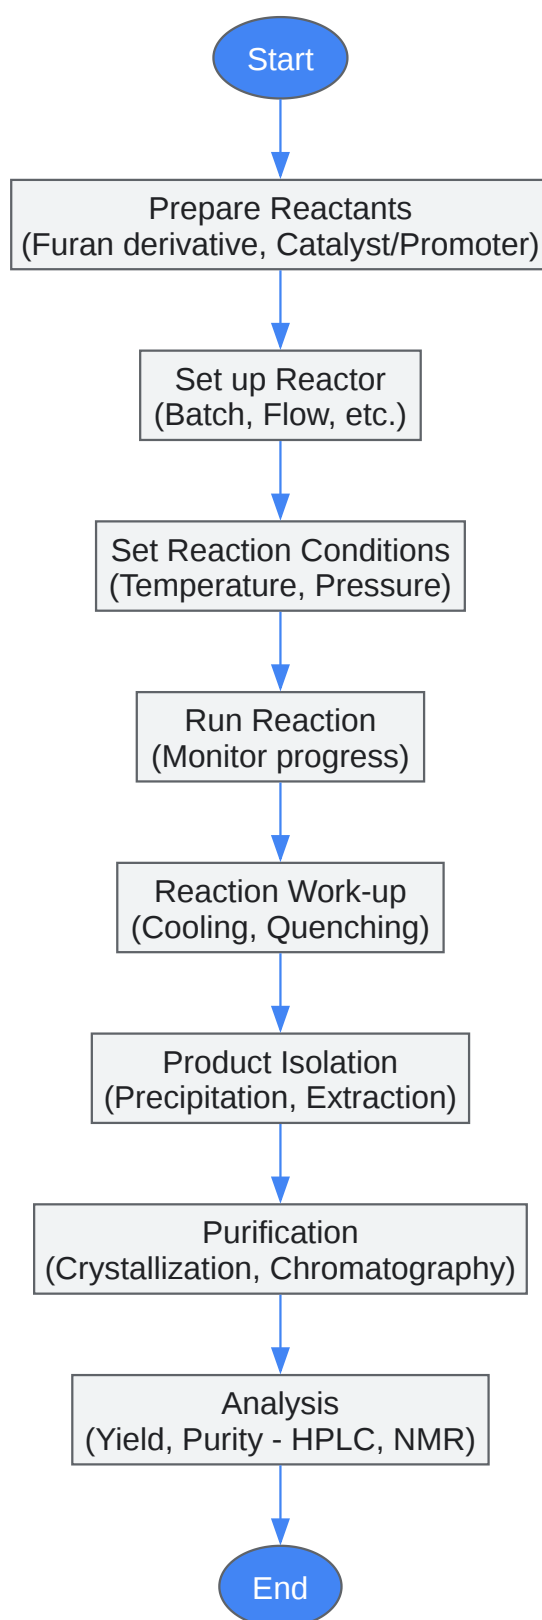 Start
Prepare Reactants
(Furan derivative, Catalyst/Promoter)
Set up Reactor
(Batch, Flow, etc.)
Set Reaction Conditions
(Temperature, Pressure)
Run Reaction
(Monitor progress)
Reaction Work-up
(Cooling, Quenching)
Product Isolation
(Precipitation, Extraction)
Purification
(Crystallization, Chromatography)
Analysis
(Yield, Purity - HPLC, NMR)
End